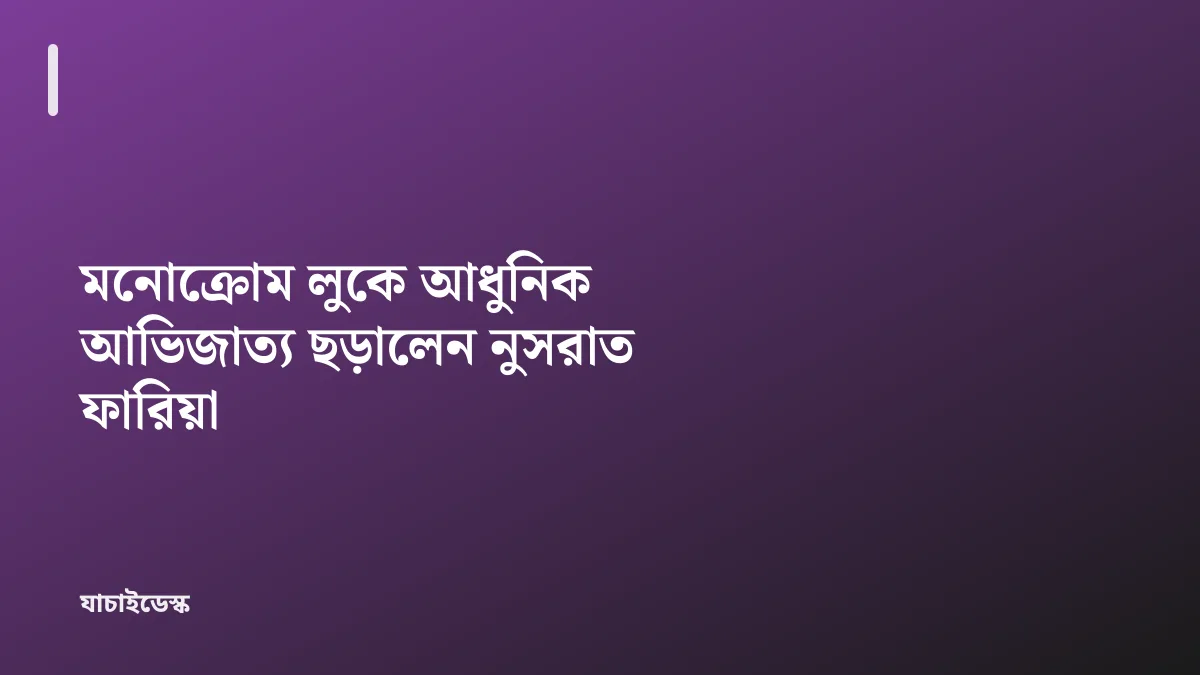 মনোক্রোম লুকে আধুনিক
আভিজাত্য ছড়ালেন নুসরাত
ফারিয়া
যাচাইডেস্ক